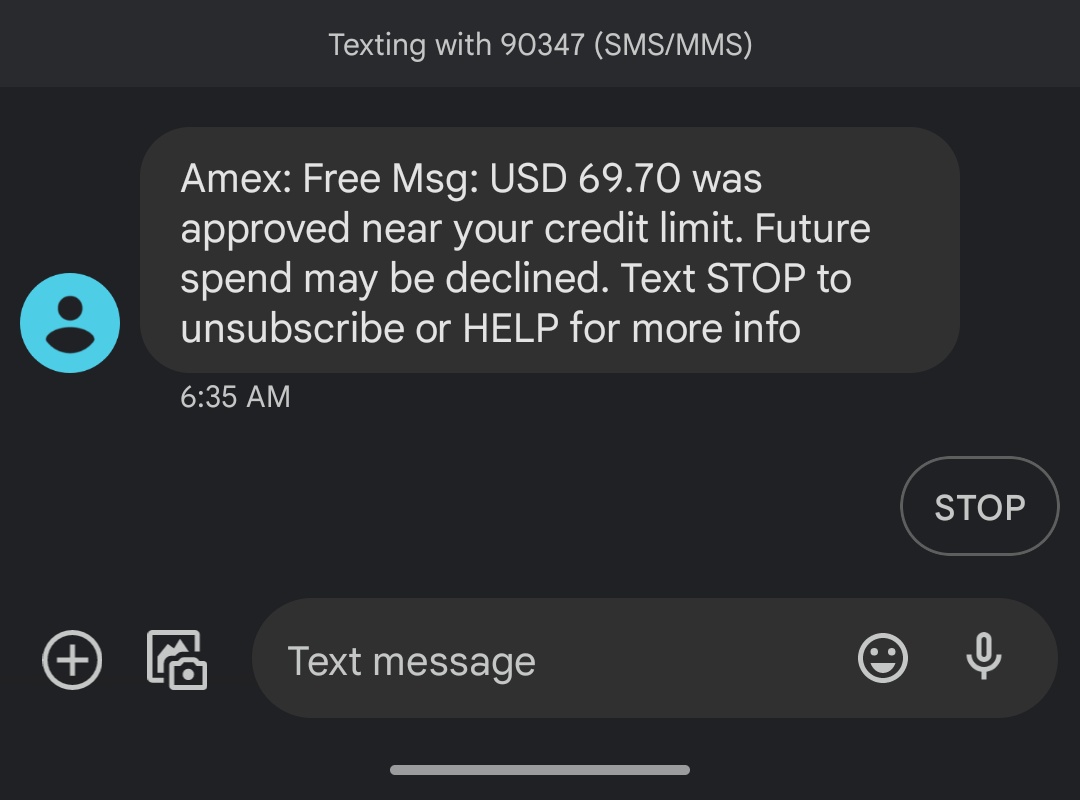 Texting with 90347 (SMS/MMS)
Amex: Free Msg: USD 69.70 was
approved near your credit limit. Future
spend may be declined. Text STOP to
unsubscribe or HELP for more info
6:35 AM
STOP
Text message